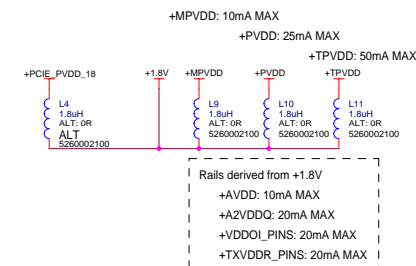 +MPVDD: 10mA MAX
+PVDD: 25mA MAX
+TPVDD: 50mA MAX
+PCIE_PVDD_18 +1.8V +MPVDD +PVDD +TPVDD
L4 L9 L10 L11
1.8uH 1.8uH 1.8uH 1.8uH
ALT: 0R ALT: 0R ALT: 0R ALT: 0R
ALT
5260002100 5260002100 5260002100 5260002100
Rails derived from +1.8V
+AVDD: 10mA MAX
+A2VDDQ: 20mA MAX
+VDDOI_PINS: 20mA MAX
+TXVDDR_PINS: 20mA MAX